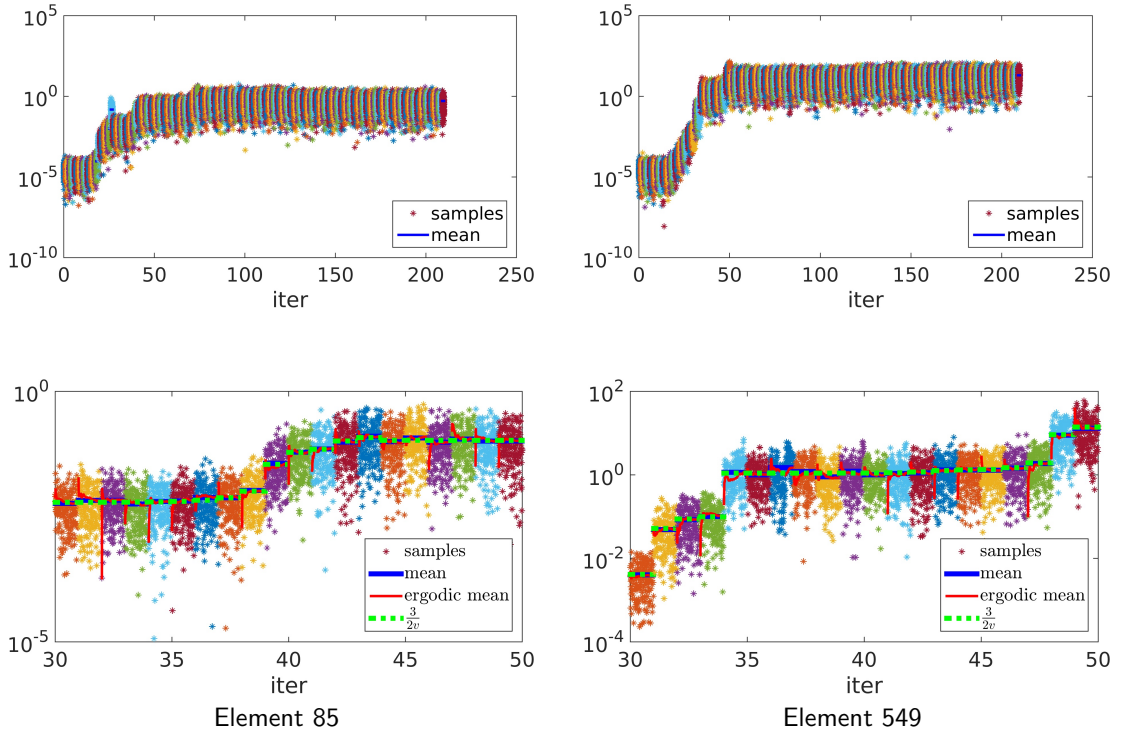 10^5
10^0
10^-5
10^-10
0 50 100 150 200 250
iter
samples
mean
10^5
10^0
10^-5
10^-10
0 50 100 150 200 250
iter
samples
mean
10^0
10^-5
30 35 40 45 50
iter
samples
mean
ergodic mean
3/2v
Element 85
10^2
10^0
10^-2
10^-4
30 35 40 45 50
iter
samples
mean
ergodic mean
3/2v
Element 549